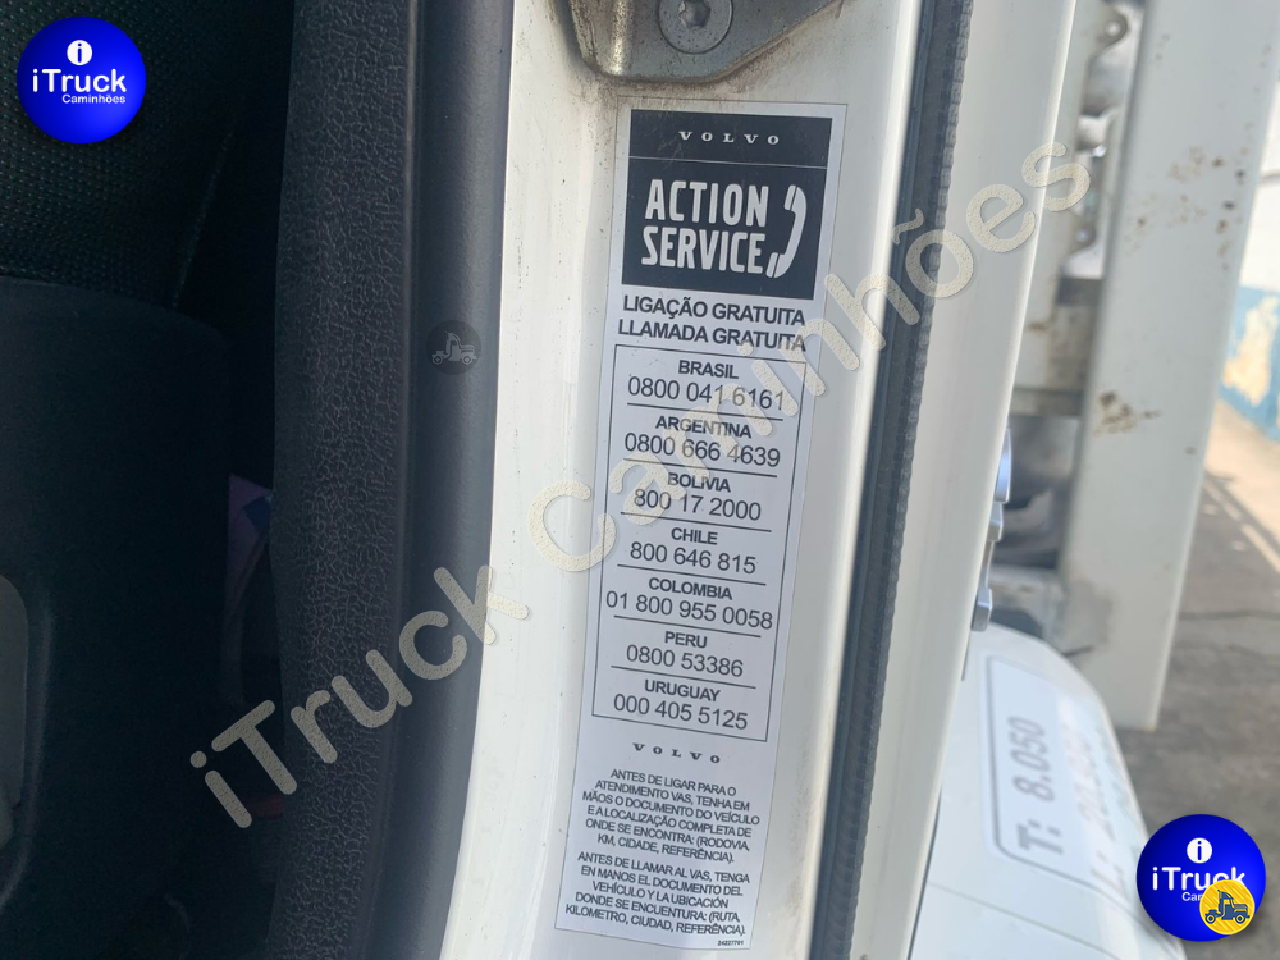 i
iTruck
Caminhões
VOLVO
ACTION
SERVICE
LIGAÇÃO GRATUITA
LLAMADA GRATUITA
BRASIL
0800 041 6161
ARGENTINA
0800 666 4639
BOLIVIA
800 17 2000
CHILE
800 646 815
COLOMBIA
01 800 955 0058
PERU
0800 53386
URUGUAY
000 405 5125
VOLVO
ANTES DE LIGAR PARA O
ATENDIMENTO VAS, TENHA EM
MÃOS O DOCUMENTO DO VEÍCULO
E A LOCALIZAÇÃO COMPLETA DE
ONDE SE ENCONTRA: (RODOVIA,
KM, CIDADE, REFERÊNCIA).
ANTES DE LLAMAR AL VAS, TENGA
EN MANOS EL DOCUMENTO DEL
VEHÍCULO Y LA UBICACIÓN
DONDE SE ENCUENTRA: (RUTA,
KILOMETRO, CIUDAD, REFERÊNCIA).
iTruck Caminhões
T: 8.050
i
iTruck